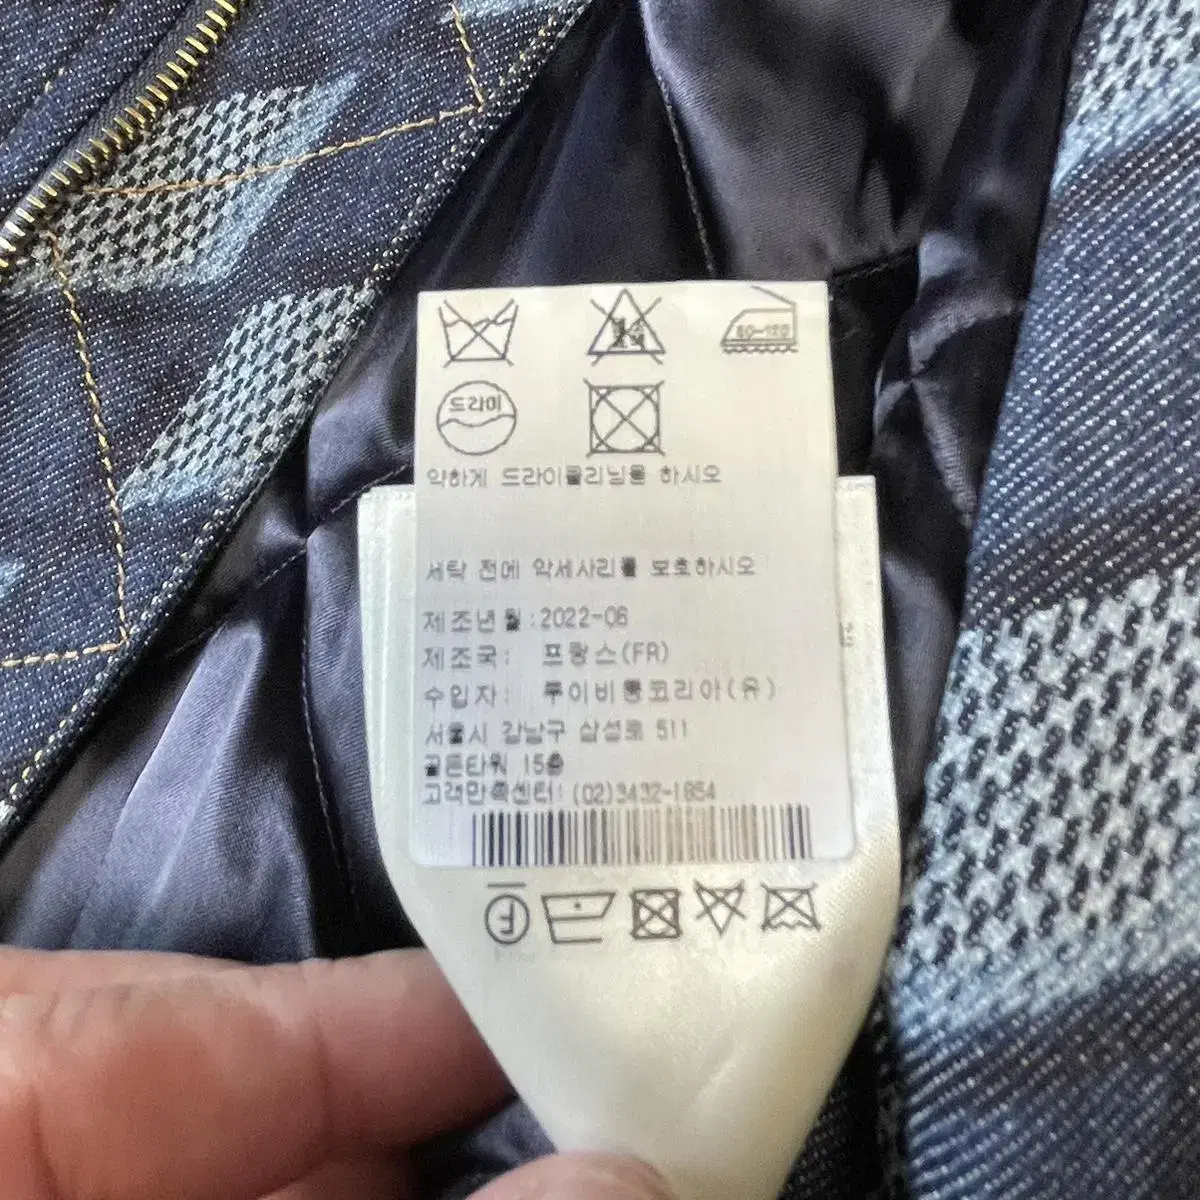 80-120
드라이
약하게 드라이클리닝을 하시오
세탁 전에 악세사리를 보호하시오
제조년월:2022-06
제조국: 프랑스(FR)
수입자: 루이비통코리아(유)
서울시 강남구 삼성로 511
골든타워 15층
고객만족센터:(02)3432-1854
F